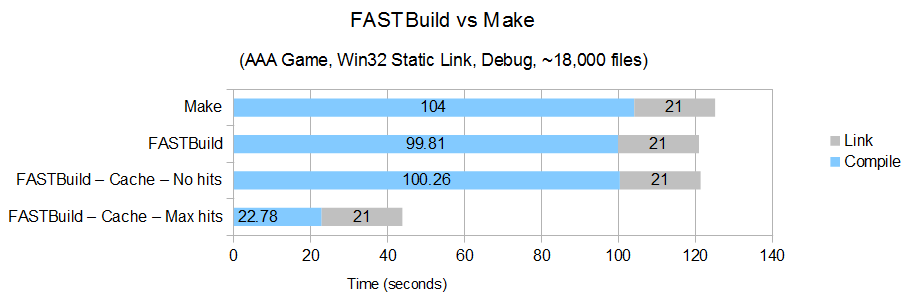 FASTBuild vs Make
(AAA Game, Win32 Static Link, Debug, ~18,000 files)
Make 104 21
FASTBuild 99.81 21
FASTBuild – Cache – No hits 100.26 21
FASTBuild – Cache – Max hits 22.78 21
0 20 40 60 80 100 120 140
Time (seconds)
Link
Compile